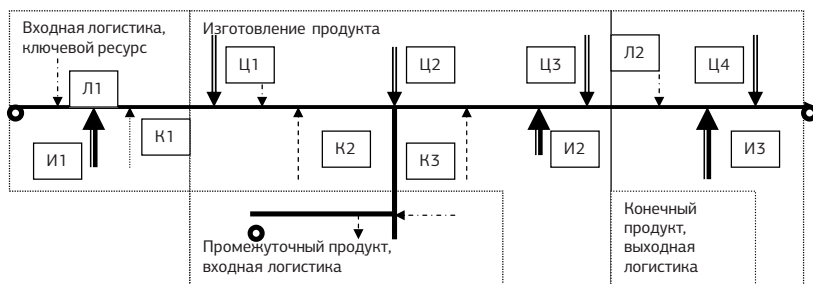 Входная логистика,
ключевой ресурс
Изготовление продукта
Л1
Ц1
Ц2
Ц3
Л2
Ц4
И1
К1
К2
К3
И2
И3
Промежуточный продукт,
входная логистика
Конечный
продукт,
выходная
логистика